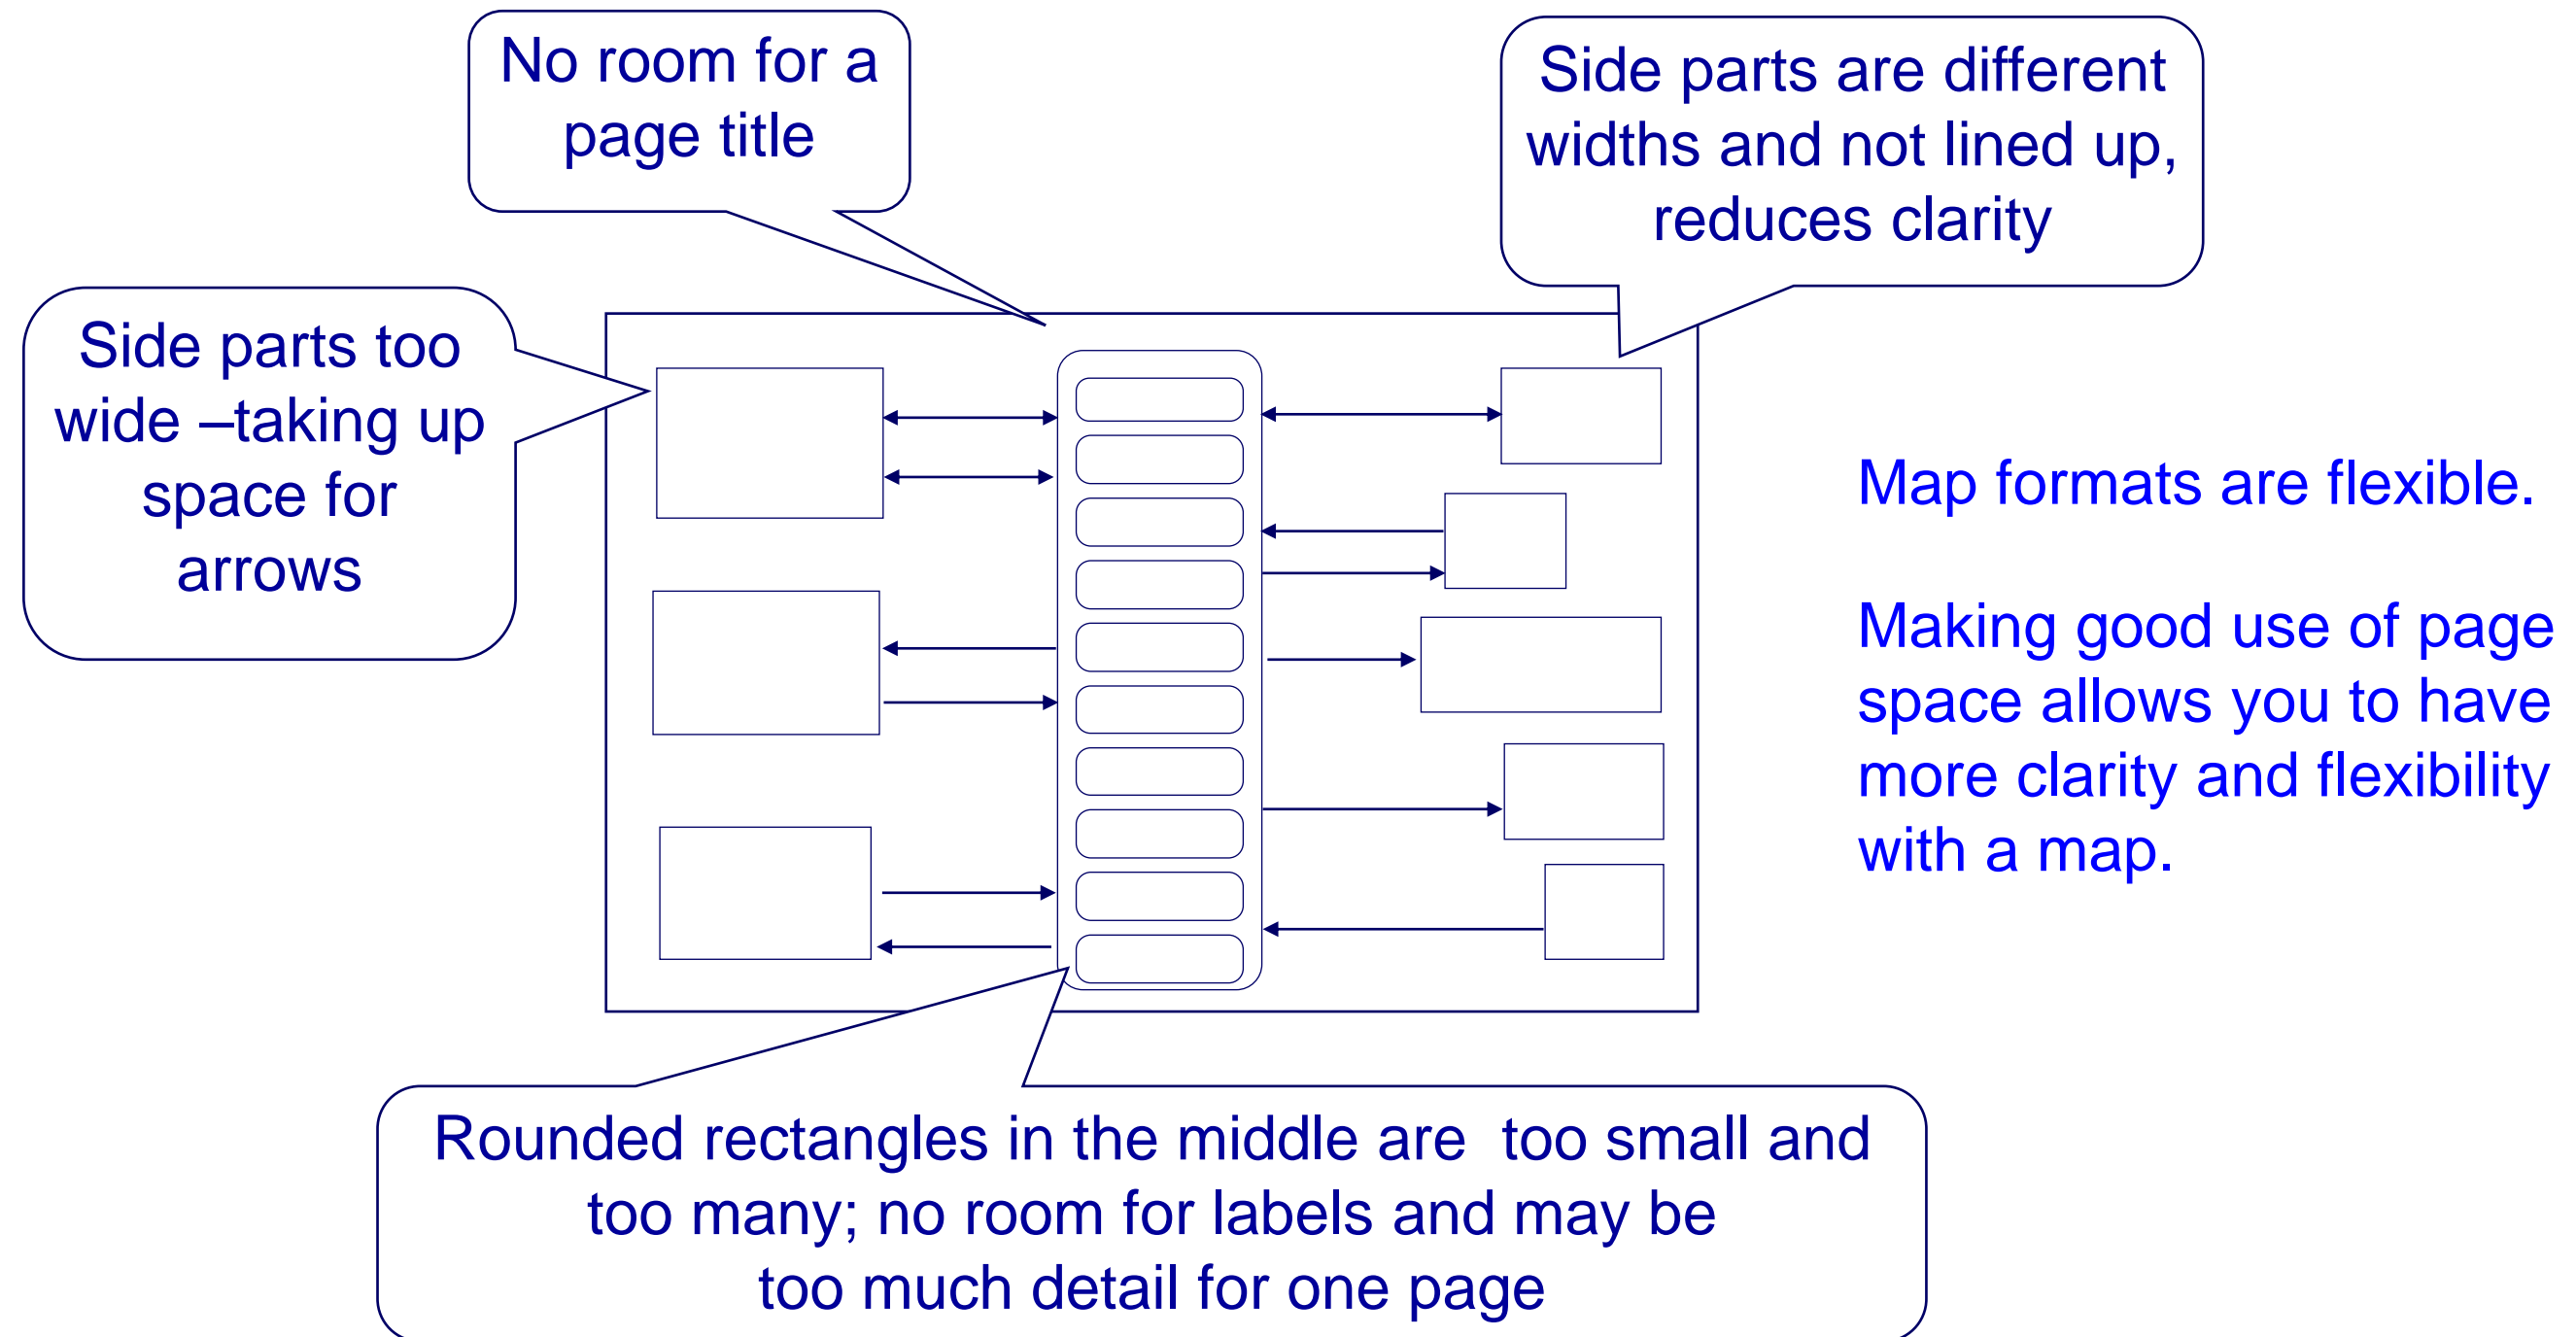 No room for a
page title
Side parts are different
widths and not lined up,
reduces clarity
Side parts too
wide –taking up
space for
arrows
Map formats are flexible.
Making good use of page
space allows you to have
more clarity and flexibility
with a map.
Rounded rectangles in the middle are  too small and
too many; no room for labels and may be
too much detail for one page